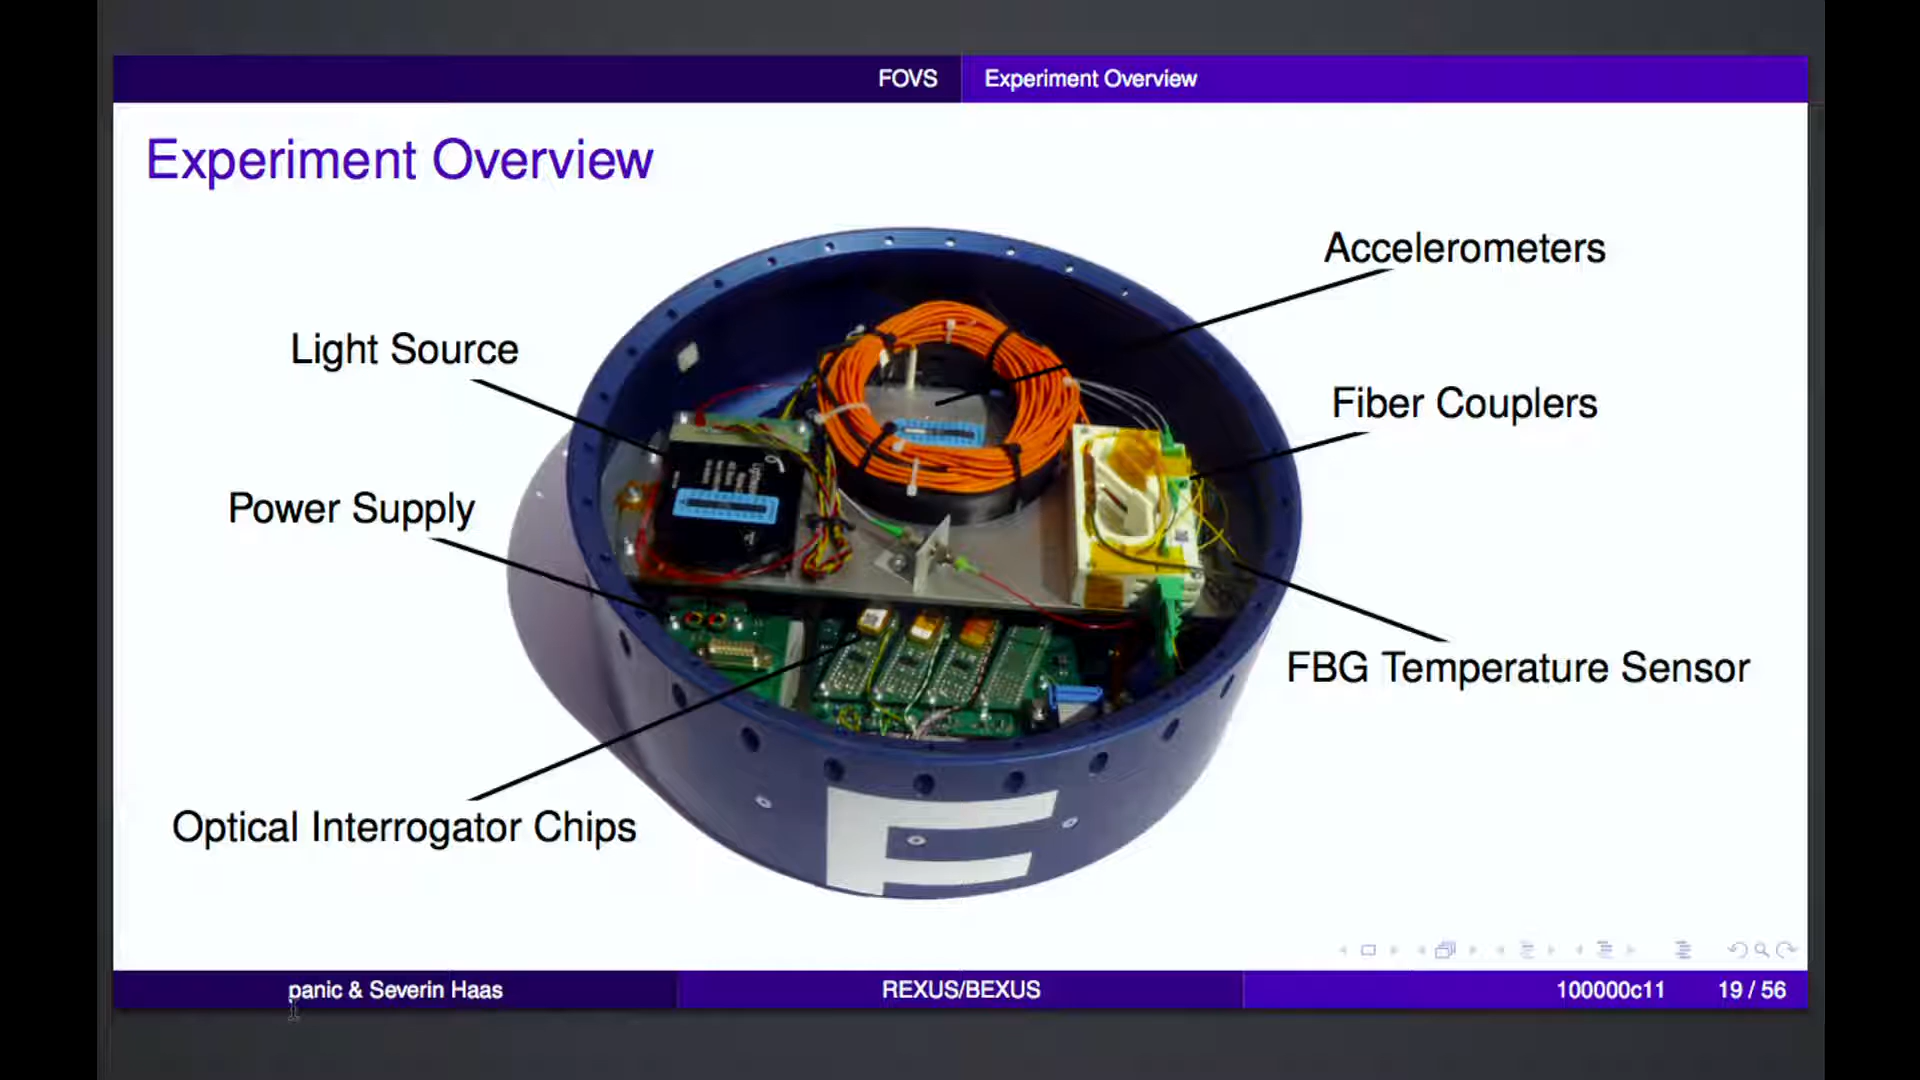 FOVS Experiment Overview
Experiment Overview
Accelerometers
Light Source
Fiber Couplers
Power Supply
FBG Temperature Sensor
Optical Interrogator Chips
E
panic & Severin Haas REXUS/BEXUS 100000c11 19 / 56